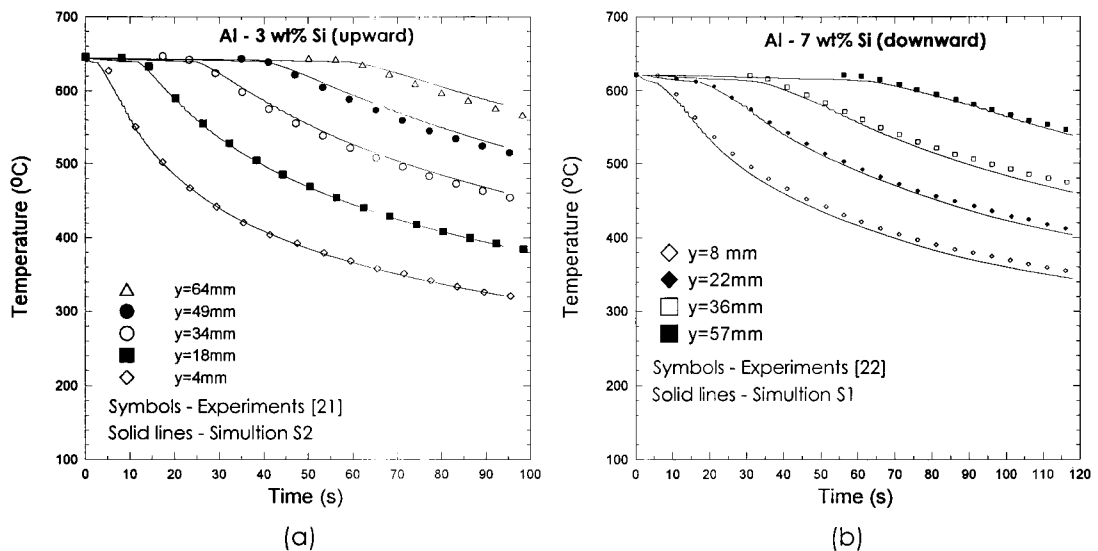 Al - 3 wt% Si (upward)
700
600
500
400
300
200
100
Temperature (ºC)
y=64mm
y=49mm
y=34mm
y=18mm
y=4mm
Symbols - Experiments [21]
Solid lines - Simultion S2
0 10 20 30 40 50 60 70 80 90 100
Time (s)
(a)
Al - 7 wt% Si (downward)
700
600
500
400
300
200
100
Temperature (ºC)
y=8 mm
y=22mm
y=36mm
y=57mm
Symbols - Experiments [22]
Solid lines - Simultion S1
0 10 20 30 40 50 60 70 80 90 100 110 120
Time (s)
(b)